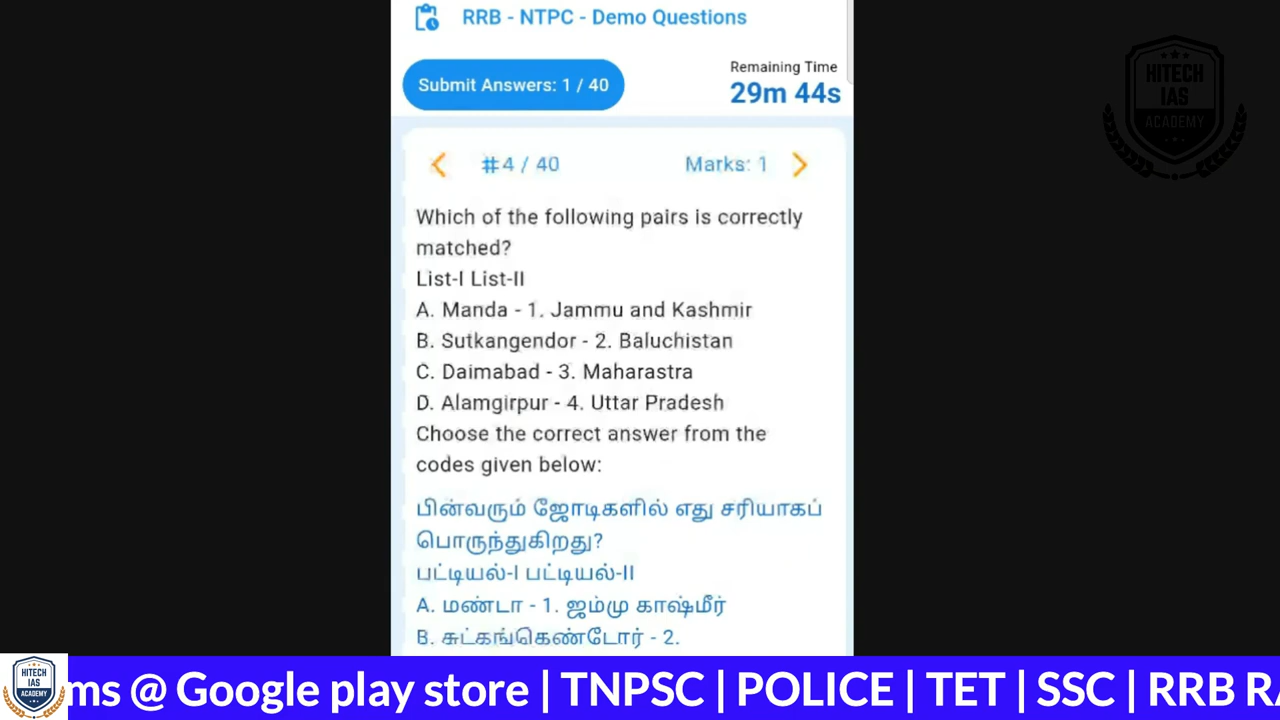 RRB - NTPC - Demo Questions
Submit Answers: 1 / 40
Remaining Time
29m 44s
HITECH
IAS
ACADEMY
#4 / 40
Marks: 1
Which of the following pairs is correctly
matched?
List-I List-II
A. Manda - 1. Jammu and Kashmir
B. Sutkangendor - 2. Baluchistan
C. Daimabad - 3. Maharastra
D. Alamgirpur - 4. Uttar Pradesh
Choose the correct answer from the
codes given below:
பின்வரும் ஜோடிகளில் எது சரியாகப்
பொருந்துகிறது?
பட்டியல்-I பட்டியல்-II
A. மண்டா - 1. ஜம்மு காஷ்மீர்
B. சுட்கங்கெண்டோர் - 2.
HITECH
IAS
ACADEMY
ms @ Google play store | TNPSC | POLICE | TET | SSC | RRB RA